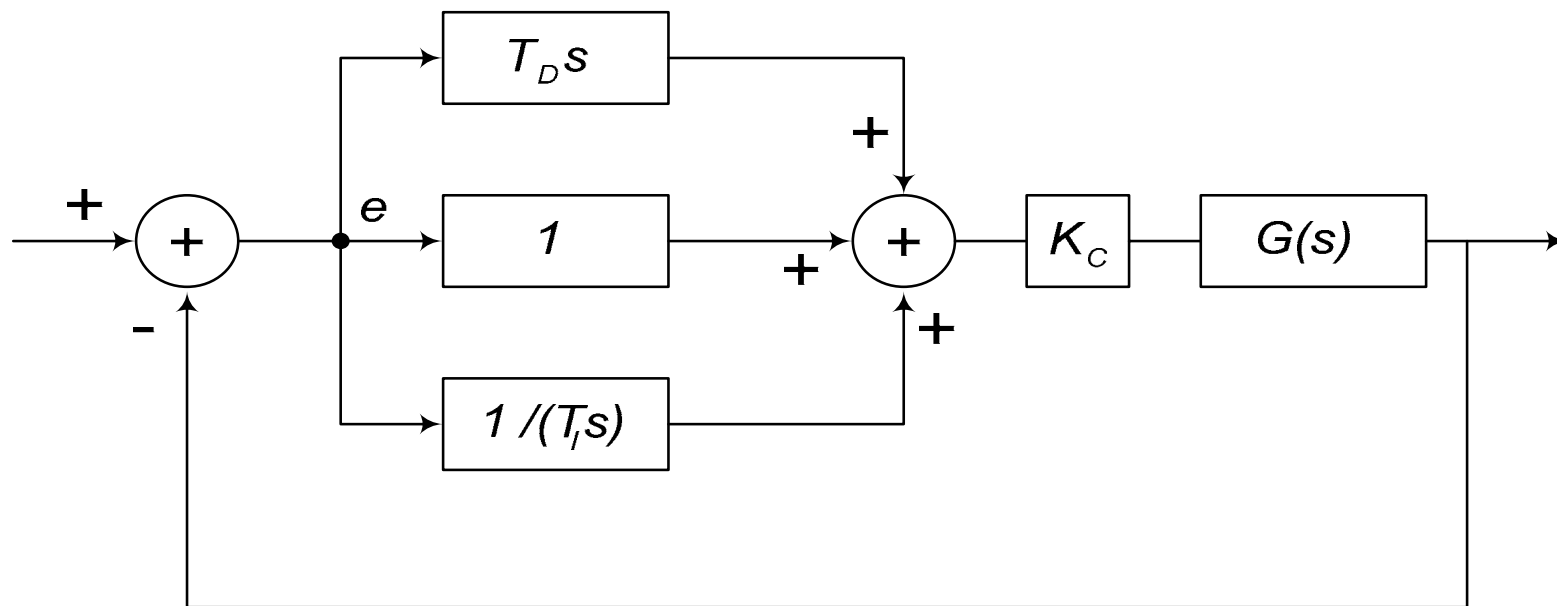 T_D s
+
+
+
e
1
+
K_C
G(s)
+
-
+
1/(T_I s)